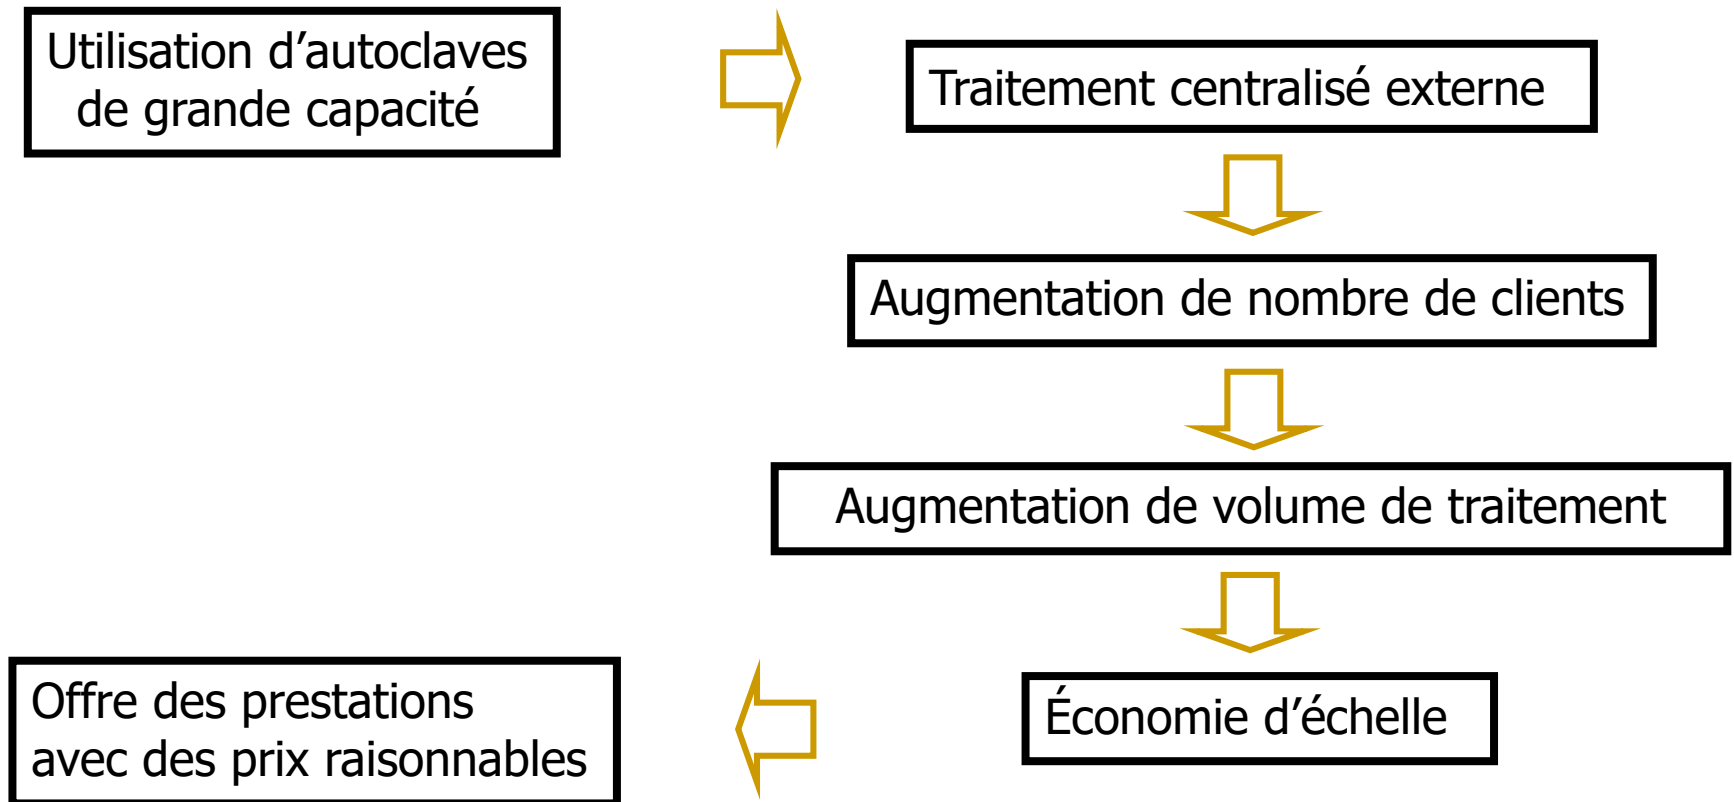 Utilisation d’autoclaves
de grande capacité
Traitement centralisé externe
Augmentation de nombre de clients
Augmentation de volume de traitement
Économie d’échelle
Offre des prestations
avec des prix raisonnables